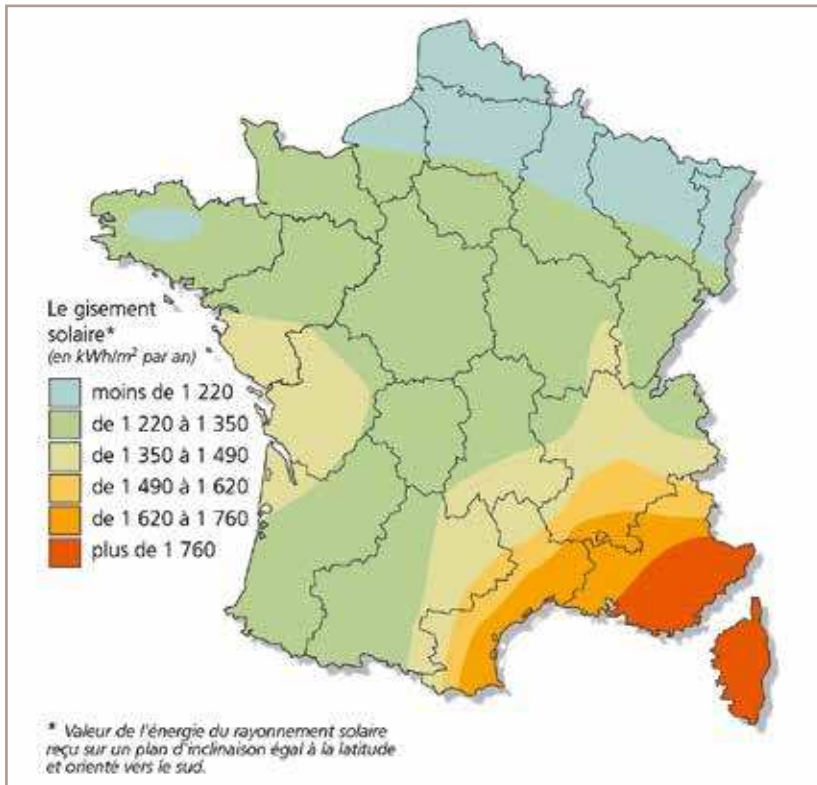 Le gisement
solaire*
(en kWh/m² par an)
moins de 1 220
de 1 220 à 1 350
de 1 350 à 1 490
de 1 490 à 1 620
de 1 620 à 1 760
plus de 1 760
* Valeur de l'énergie du rayonnement solaire
reçu sur un plan d'inclinaison égal à la latitude
et orienté vers le sud.